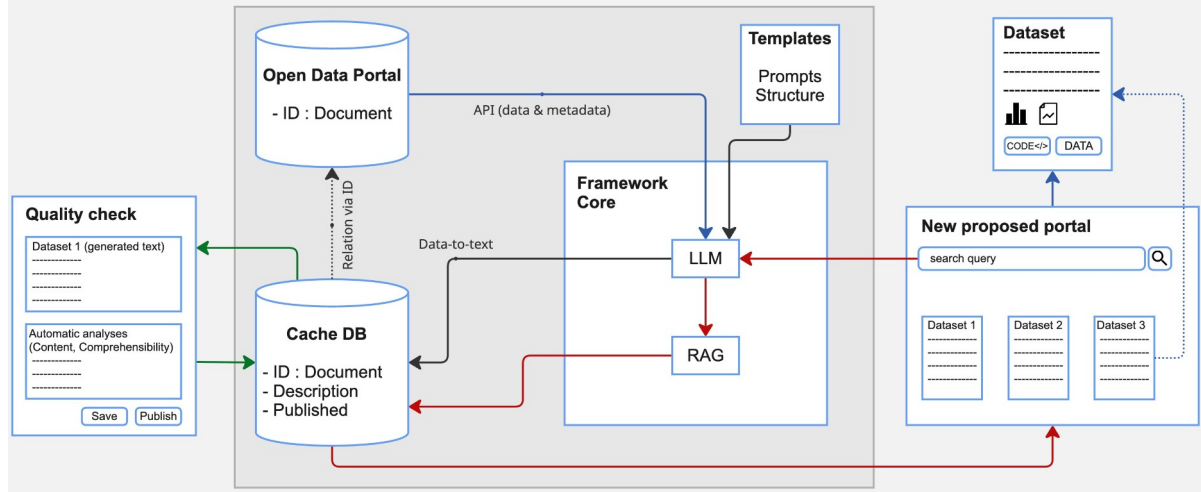 Open Data Portal
- ID : Document
API (data & metadata)
Templates
Prompts
Structure
Dataset
--------------------
--------------------
--------------------
CODE</>
DATA
Quality check
Dataset 1 (generated text)
-------------
-------------
-------------
-------------
Automatic analyses
(Content, Comprehensibility)
-------------
-------------
-------------
Save
Publish
Relation via ID
Data-to-text
Cache DB
- ID : Document
- Description
- Published
Framework
Core
LLM
RAG
New proposed portal
search query
Dataset 1
-------------
-------------
-------------
-------------
Dataset 2
-------------
-------------
-------------
-------------
Dataset 3
-------------
-------------
-------------
-------------